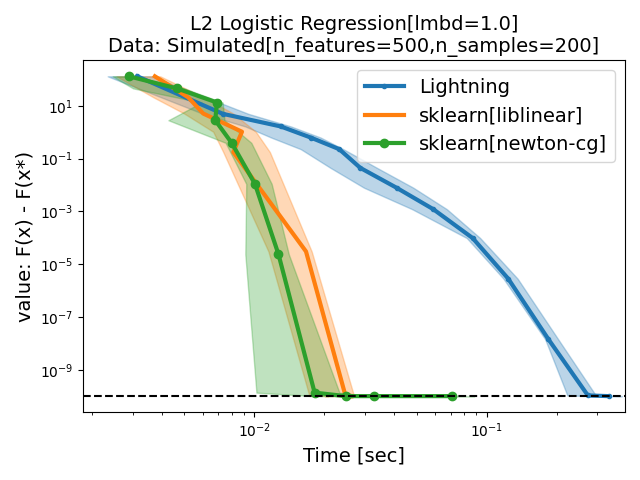 L2 Logistic Regression[lmbd=1.0]
Data: Simulated[n_features=500,n_samples=200]
value: F(x) - F(x*)
10¹
10⁻¹
10⁻³
10⁻⁵
10⁻⁷
10⁻⁹
Lightning
sklearn[liblinear]
sklearn[newton-cg]
10⁻²
10⁻¹
Time [sec]